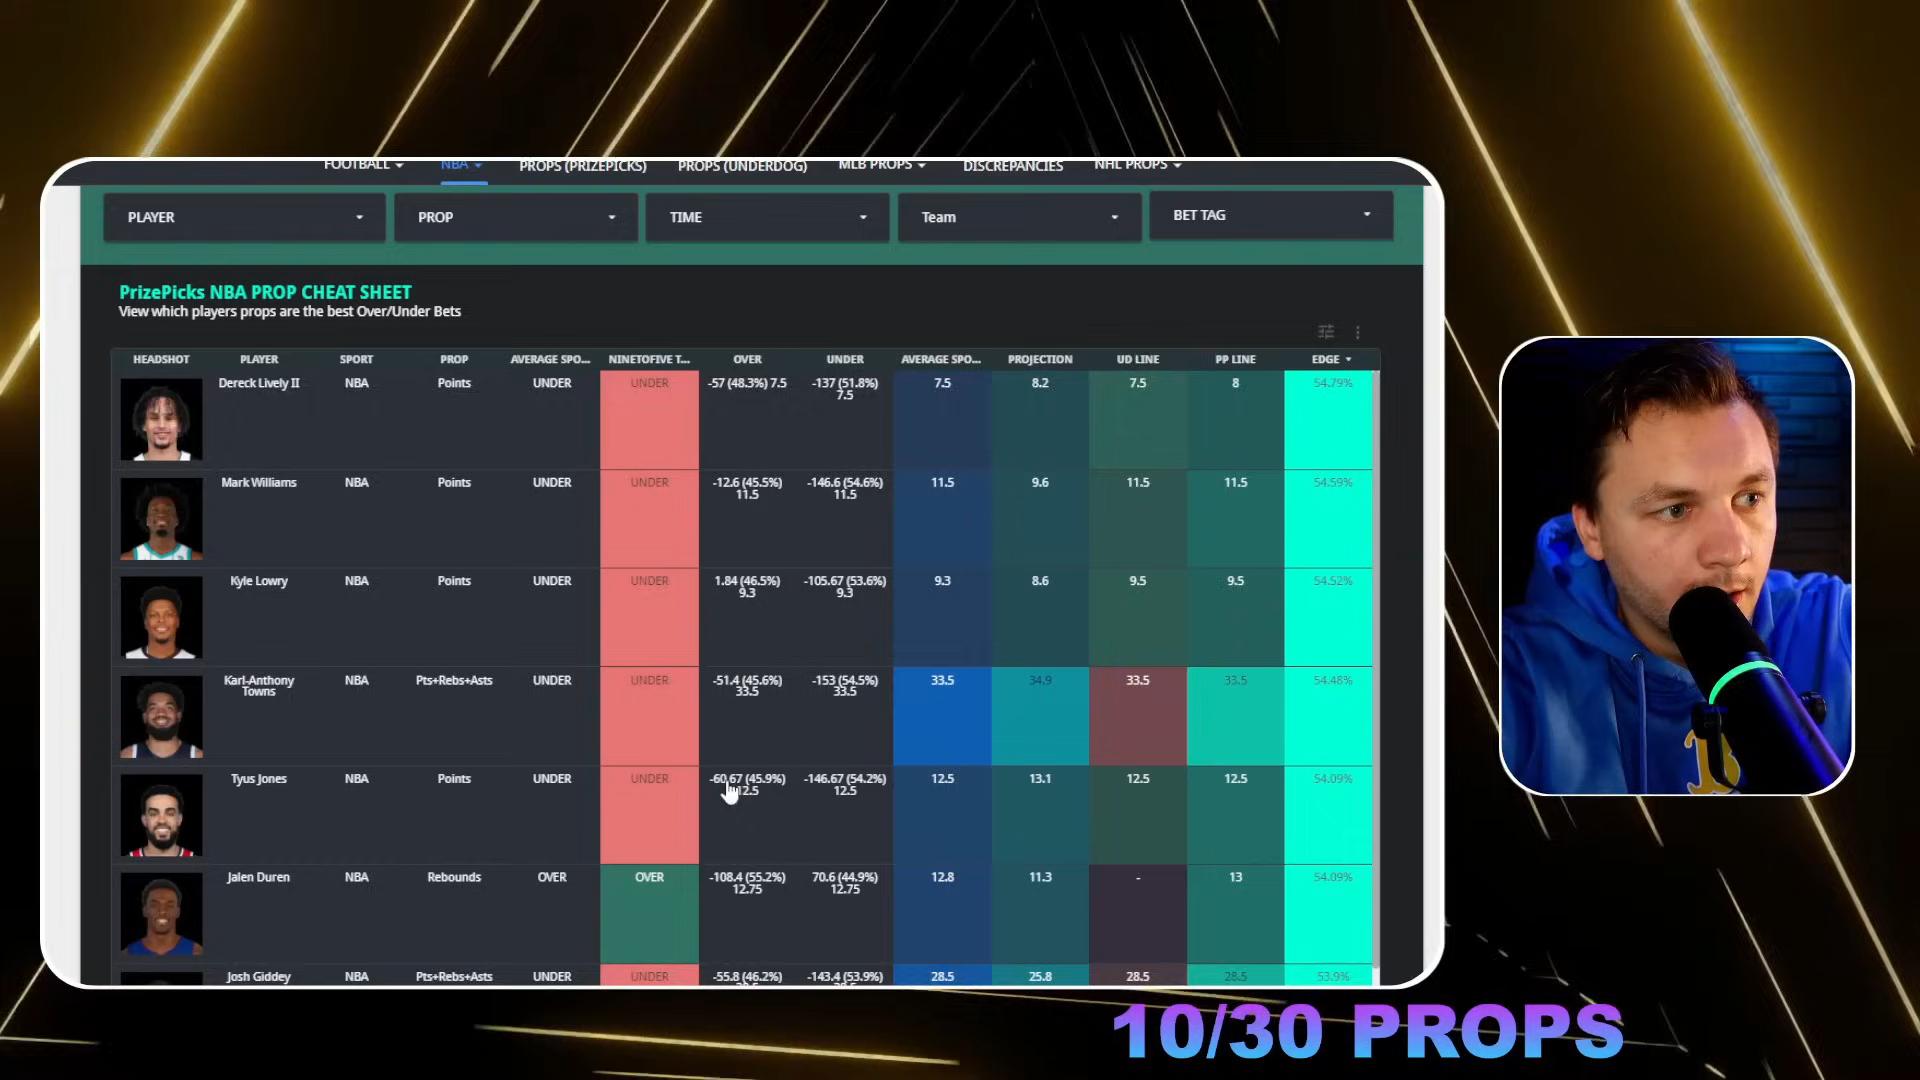 FOOTBALL NBA PROPS (PRIZEPICKS) PROPS (UNDERDOG) MLB PROPS DISCREPANCIES NHL PROPS
PLAYER PROP TIME Team BET TAG
PrizePicks NBA PROP CHEAT SHEET
View which players props are the best Over/Under Bets
HEADSHOT PLAYER SPORT PROP AVERAGE SPO... NINETOFIVE T... OVER UNDER AVERAGE SPO... PROJECTION UD LINE PP LINE EDGE
Dereck Lively II NBA Points UNDER UNDER -57 (48.3%) 7.5 -137 (51.8%) 7.5 8.2 7.5 8 54.79%
7.5
Mark Williams NBA Points UNDER UNDER -12.6 (45.5%) -146.6 (54.6%) 11.5 9.6 11.5 11.5 54.59%
11.5 11.5
Kyle Lowry NBA Points UNDER UNDER 1.84 (46.5%) -105.67 (53.6%) 9.3 8.6 9.5 9.5 54.52%
9.3 9.3
Karl-Anthony NBA Pts+Rebs+Asts UNDER UNDER -51.4 (45.6%) -153 (54.5%) 33.5 34.9 33.5 33.5 54.48%
Towns 33.5 33.5
Tyus Jones NBA Points UNDER UNDER -60.67 (45.9%) -146.67 (54.2%) 12.5 13.1 12.5 12.5 54.09%
12.5 12.5
Jalen Duren NBA Rebounds OVER OVER -108.4 (55.2%) 70.6 (44.9%) 12.8 11.3 - 13 54.09%
12.75 12.75
Josh Giddey NBA Pts+Rebs+Asts UNDER UNDER -55.8 (46.2%) -143.4 (53.9%) 28.5 25.8 28.5 28.5 53.9%
10/30 PROPS